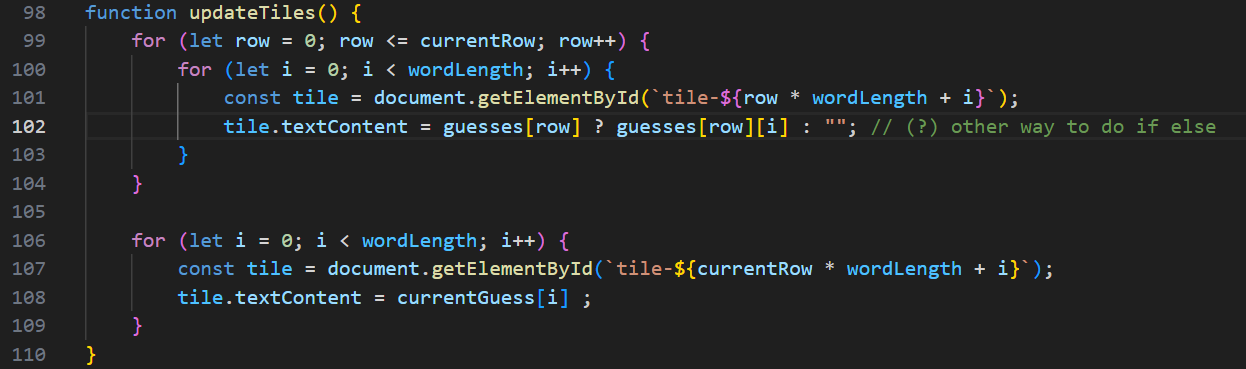 98 function updateTiles() {
99 for (let row = 0; row <= currentRow; row++) {
100 for (let i = 0; i < wordLength; i++) {
101 const tile = document.getElementById(`tile-${row * wordLength + i}`);
102 tile.textContent = guesses[row] ? guesses[row][i] : ""; // (?) other way to do if else
103 }
104 }
105
106 for (let i = 0; i < wordLength; i++) {
107 const tile = document.getElementById(`tile-${currentRow * wordLength + i}`);
108 tile.textContent = currentGuess[i] ;
109 }
110 }